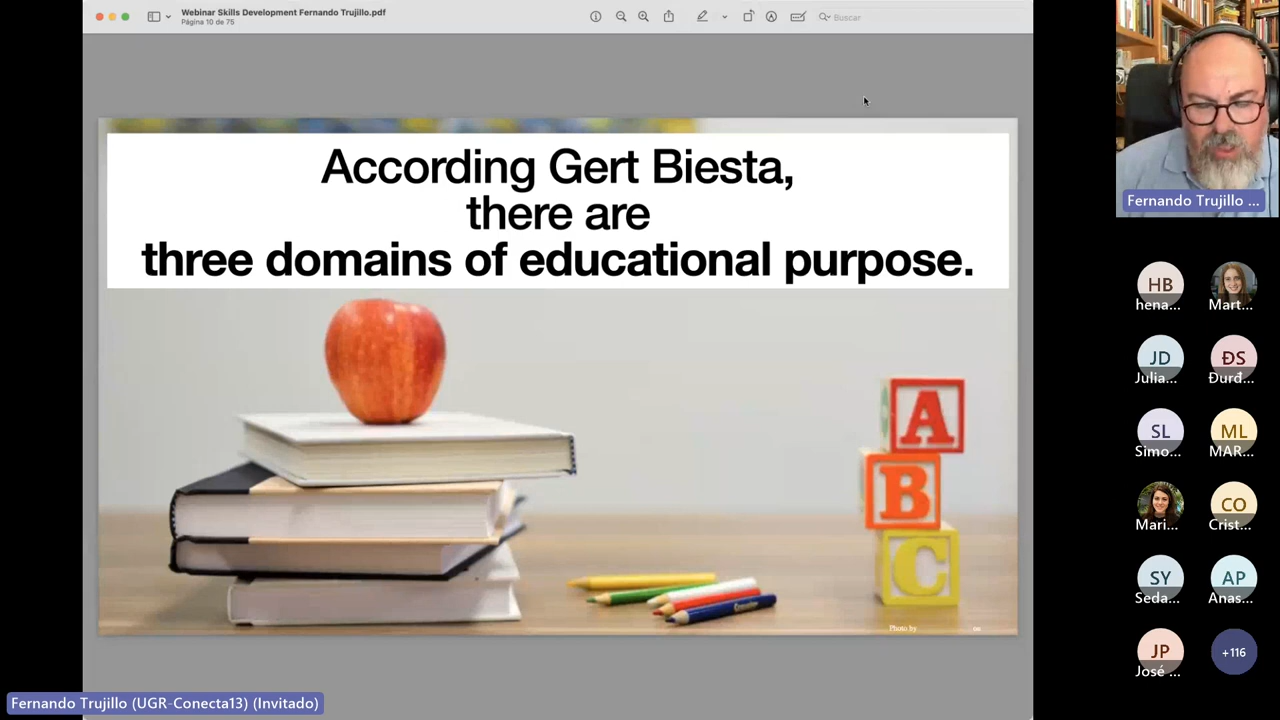 Webinar Skills Development Fernando Trujillo.pdf
Página 10 de 75
Buscar
According Gert Biesta,
there are
three domains of educational purpose.
A
B
C
Photo by
Fernando Trujillo ...
HB
hena...
Mart...
JD
Julia...
ĐS
Đurđ...
SL
Simo...
ML
MAR...
Mari...
CO
Crist...
SY
Seda...
AP
Anas...
JP
José ...
+116
Fernando Trujillo (UGR-Conecta13) (Invitado)